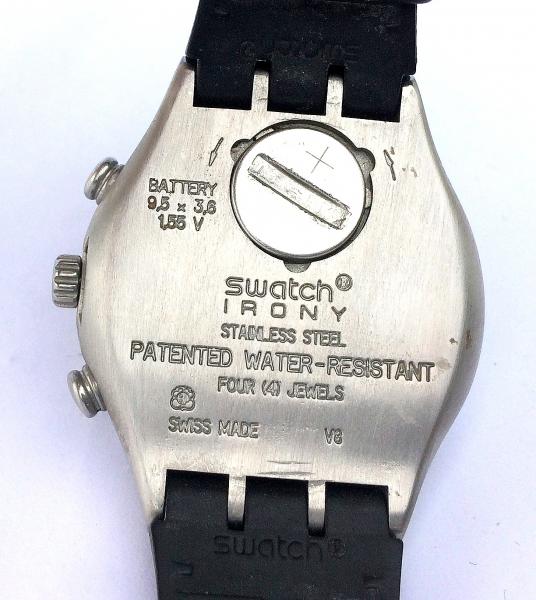 swatch
BATTERY
9,5 x 3,6
1,55 V
+
swatch
IRONY
STAINLESS STEEL
PATENTED WATER-RESISTANT
FOUR (4) JEWELS
SWISS MADE V8
swatch